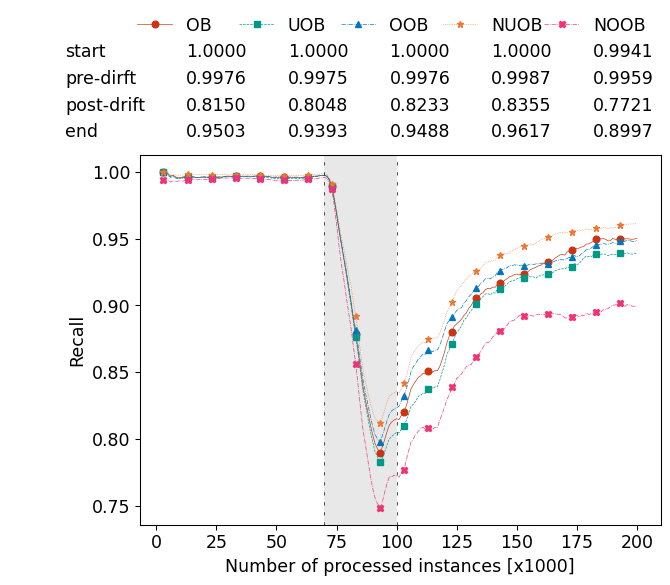 OB UOB OOB NUOB NOOB
start 1.0000 1.0000 1.0000 1.0000 0.9941
pre-dirft 0.9976 0.9975 0.9976 0.9987 0.9959
post-drift 0.8150 0.8048 0.8233 0.8355 0.7721
end 0.9503 0.9393 0.9488 0.9617 0.8997
1.00
0.95
0.90
0.85
0.80
0.75
Recall
0 25 50 75 100 125 150 175 200
Number of processed instances [x1000]